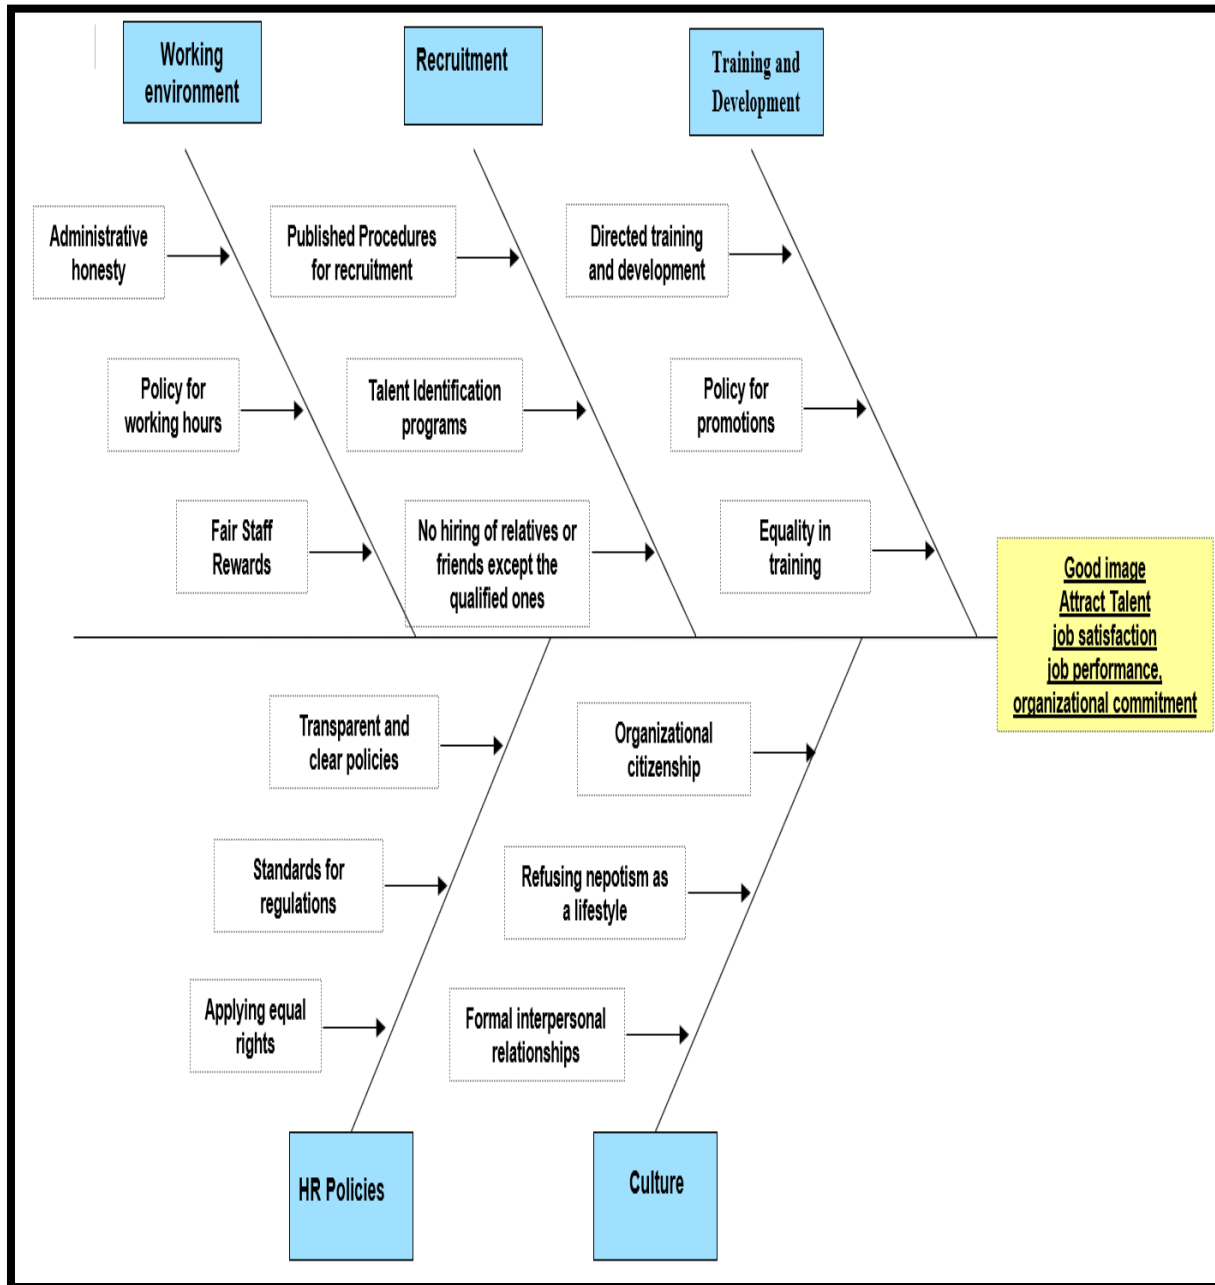 Working
environment
Recruitment
Training and
Development
Administrative
honesty
Published Procedures
for recruitment
Directed training
and development
Policy for
working hours
Talent Identification
programs
Policy for
promotions
Fair Staff
Rewards
No hiring of relatives or
friends except the
qualified ones
Equality in
training
Good image
Attract Talent
job satisfaction
job performance,
organizational commitment
Transparent and
clear policies
Organizational
citizenship
Standards for
regulations
Refusing nepotism as
a lifestyle
Applying equal
rights
Formal interpersonal
relationships
HR Policies
Culture